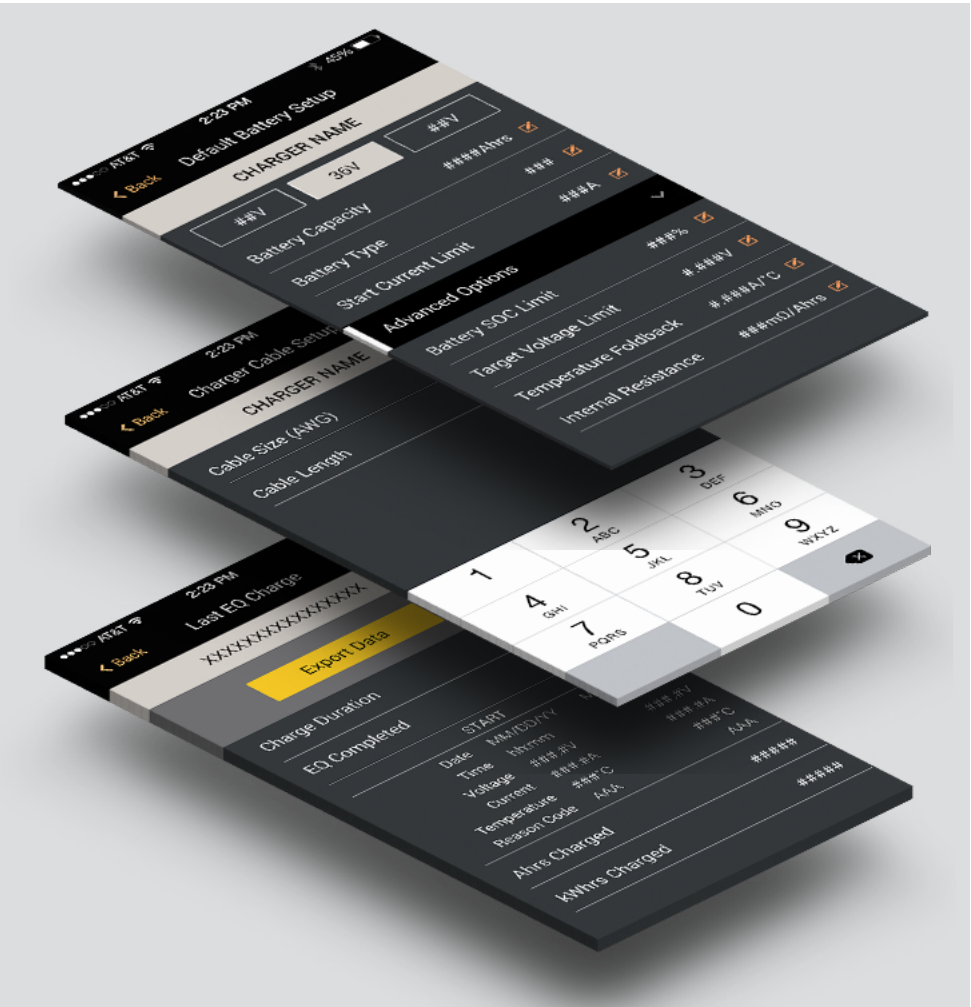 AT&T 2:23 PM 45%
Back Default Battery Setup
CHARGER NAME
##V 36V ##V
Battery Capacity ####Ahrs
Battery Type ###
Start Current Limit ###A
Advanced Options
Battery SOC Limit ###%
Target Voltage Limit #.###V
Temperature Foldback #.###A/°C
Internal Resistance ###mΩ/Ahrs
AT&T 2:23 PM
Back Charger Cable Setup
CHARGER NAME
Cable Size (AWG)
Cable Length
1 2 ABC 3 DEF
4 GHI 5 JKL 6 MNO
7 PQRS 8 TUV 9 WXYZ
0
AT&T 2:23 PM
Back Last EQ Charge
XXXXXXXXXXXXXXX
Export Data
Charge Duration
EQ Completed
START
Date MM/DD/YY
Time hh:mm
Voltage ###.#V ###.#V
Current ###.#A ###.#A
Temperature ###°C ###°C
Reason Code AAA AAA
Ahrs Charged #####
kWhrs Charged #####